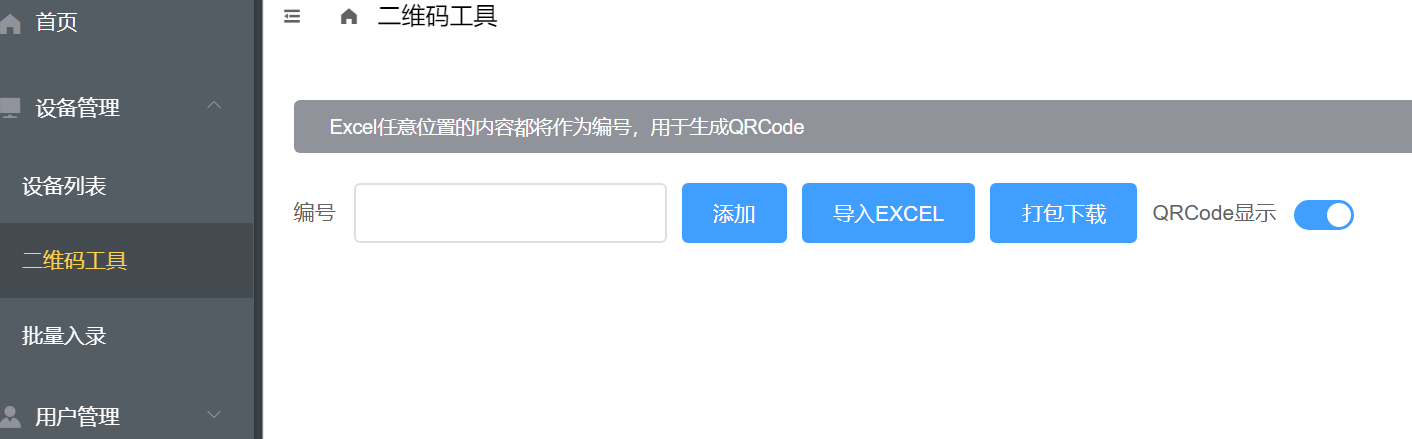 首页
二维码工具
设备管理
Excel任意位置的内容都将作为编号，用于生成QRCode
设备列表
编号 添加 导入EXCEL 打包下载 QRCode显示
二维码工具
批量入录
用户管理